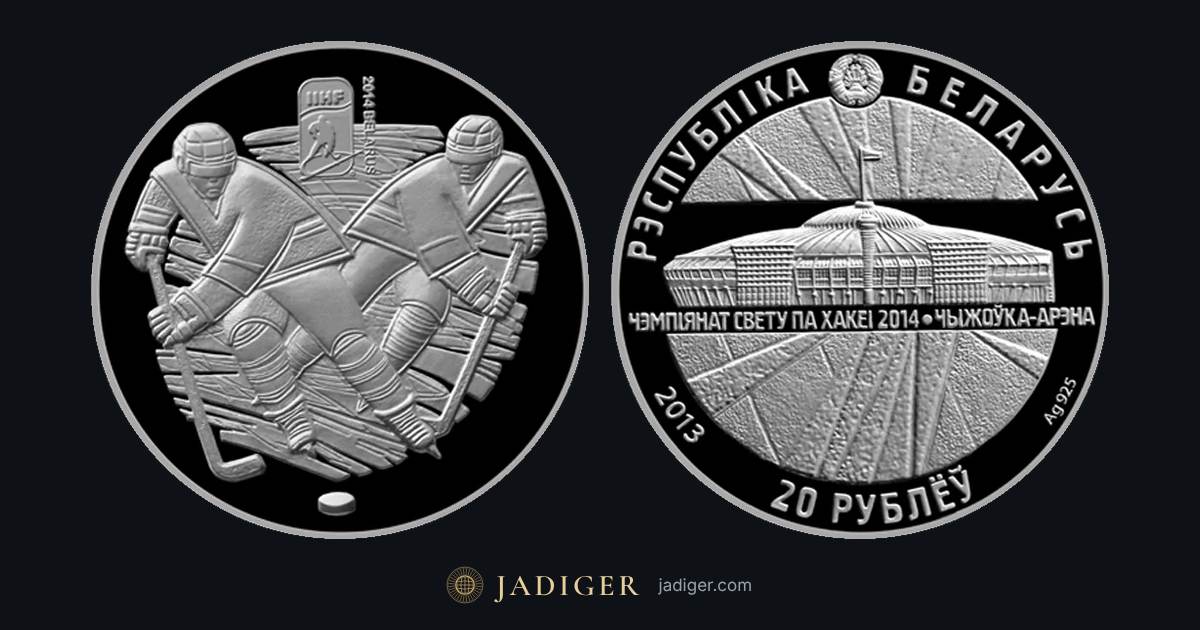 IIHF
2014 BELARUS
РЭСПУБЛІКА БЕЛАРУСЬ
ЧЭМПІЯНАТ СВЕТУ ПА ХАКЕІ 2014 • ЧЫЖОЎКА-АРЭНА
2013
Ag 925
20 РУБЛЁЎ
JADIGER jadiger.com